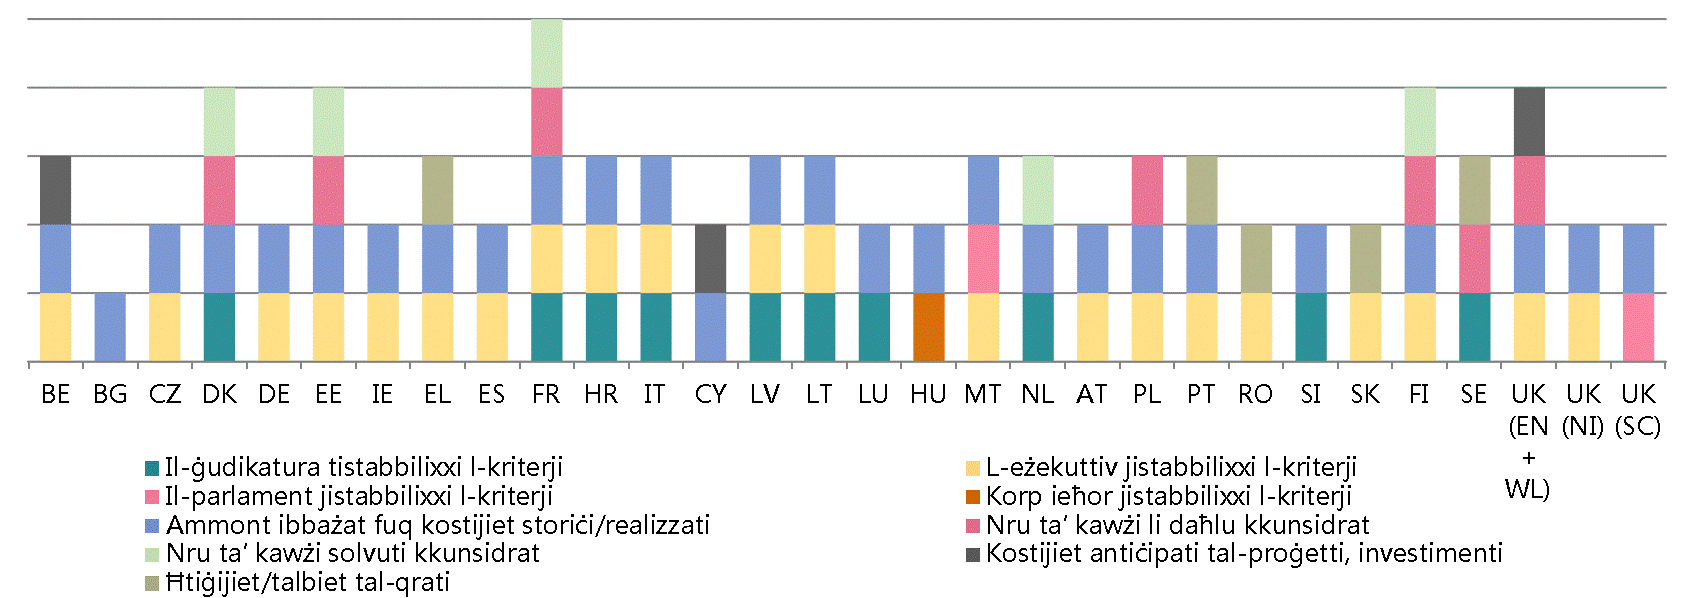 BE BG CZ DK DE EE IE EL ES FR HR IT CY LV LT LU HU MT NL AT PL PT RO SI SK FI SE UK UK UK
(EN (NI) (SC)
+
WL)
Il-ġudikatura tistabbilixxi l-kriterji
L-eżekuttiv jistabbilixxi l-kriterji
Il-parlament jistabbilixxi l-kriterji
Korp ieħor jistabbilixxi l-kriterji
Ammont ibbażat fuq kostijiet storiċi/realizzati
Nru ta’ kawżi li daħlu kkunsidrat
Nru ta’ kawżi solvuti kkunsidrat
Kostijiet antiċipati tal-proġetti, investimenti
Ħtiġijiet/talbiet tal-qrati